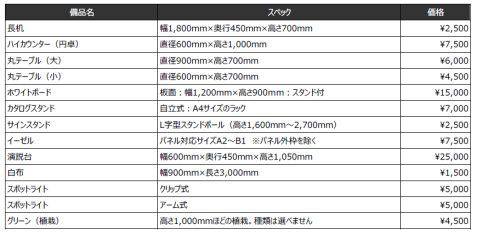 備品名 スペック 価格
長机 幅1,800mm×奥行450mm×高さ700mm ¥2,500
ハイカウンター（円卓） 直径600mm×高さ1,000mm ¥7,500
丸テーブル（大） 直径900mm×高さ700mm ¥6,000
丸テーブル（小） 直径600mm×高さ700mm ¥4,500
ホワイトボード 板面：幅1,200mm×高さ900mm：スタンド付 ¥15,000
カタログスタンド 自立式：A4サイズのラック ¥7,000
サインスタンド L字型スタンドポール（高さ1,600mm～2,700mm） ¥2,500
イーゼル パネル対応サイズA2～B1 ※パネル外枠を除く ¥7,500
演説台 幅600mm×奥行450mm×高さ1,050mm ¥25,000
白布 幅900mm×長さ3,000mm ¥1,500
スポットライト クリップ式 ¥5,000
スポットライト アーム式 ¥5,000
グリーン（植栽） 高さ1,000mmほどの植栽。種類は選べません ¥4,500